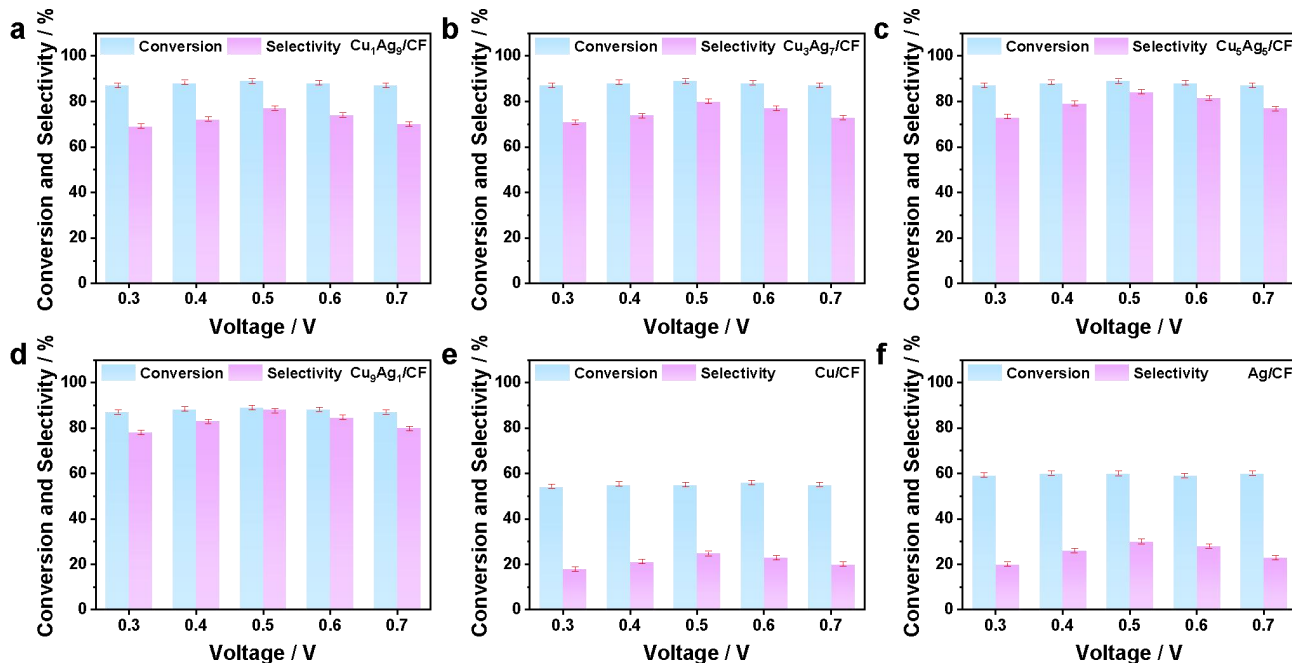 a
Conversion Selectivity Cu₁Ag₉/CF
100
80
60
40
20
0
Conversion and Selectivity / %
0.3 0.4 0.5 0.6 0.7
Voltage / V
b
Conversion Selectivity Cu₃Ag₇/CF
100
80
60
40
20
0
Conversion and Selectivity / %
0.3 0.4 0.5 0.6 0.7
Voltage / V
c
Conversion Selectivity Cu₅Ag₅/CF
100
80
60
40
20
0
Conversion and Selectivity / %
0.3 0.4 0.5 0.6 0.7
Voltage / V
d
Conversion Selectivity Cu₉Ag₁/CF
100
80
60
40
20
0
Conversion and Selectivity / %
0.3 0.4 0.5 0.6 0.7
Voltage / V
e
Conversion Selectivity Cu/CF
100
80
60
40
20
0
Conversion and Selectivity / %
0.3 0.4 0.5 0.6 0.7
Voltage / V
f
Conversion Selectivity Ag/CF
100
80
60
40
20
0
Conversion and Selectivity / %
0.3 0.4 0.5 0.6 0.7
Voltage / V